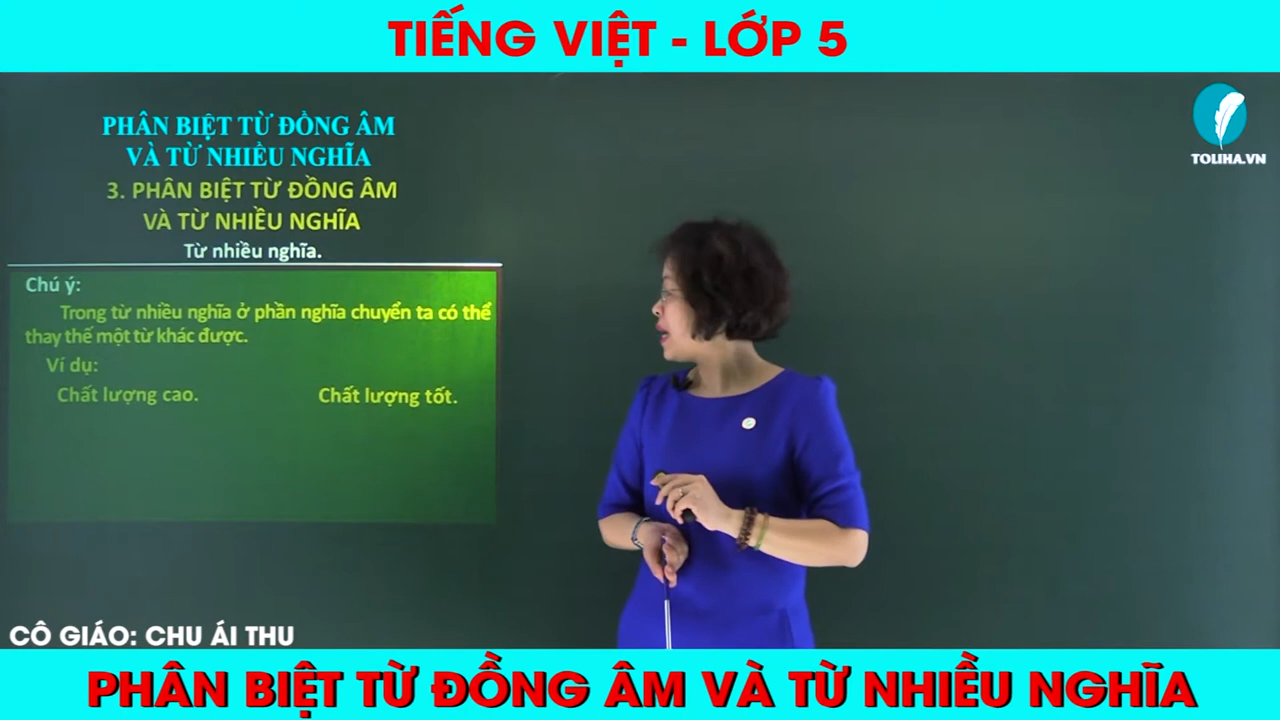 TIẾNG VIỆT - LỚP 5
TOLIHA.VN
PHÂN BIỆT TỪ ĐỒNG ÂM
VÀ TỪ NHIỀU NGHĨA
3. PHÂN BIỆT TỪ ĐỒNG ÂM
VÀ TỪ NHIỀU NGHĨA
Từ nhiều nghĩa.
Chú ý:
Trong từ nhiều nghĩa ở phần nghĩa chuyển ta có thể
thay thế một từ khác được.
Ví dụ:
Chất lượng cao. Chất lượng tốt.
CÔ GIÁO: CHU ÁI THU
PHÂN BIỆT TỪ ĐỒNG ÂM VÀ TỪ NHIỀU NGHĨA